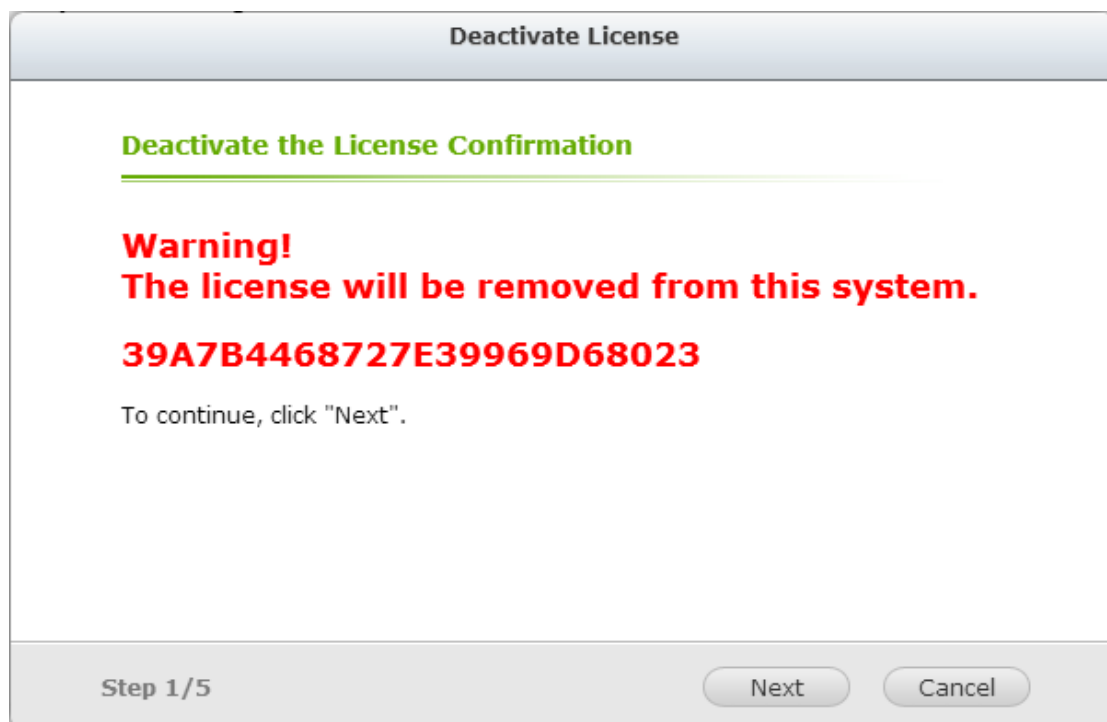 Deactivate License
Deactivate the License Confirmation
Warning!
The license will be removed from this system.
39A7B4468727E39969D68023
To continue, click "Next".
Step 1/5
Next
Cancel